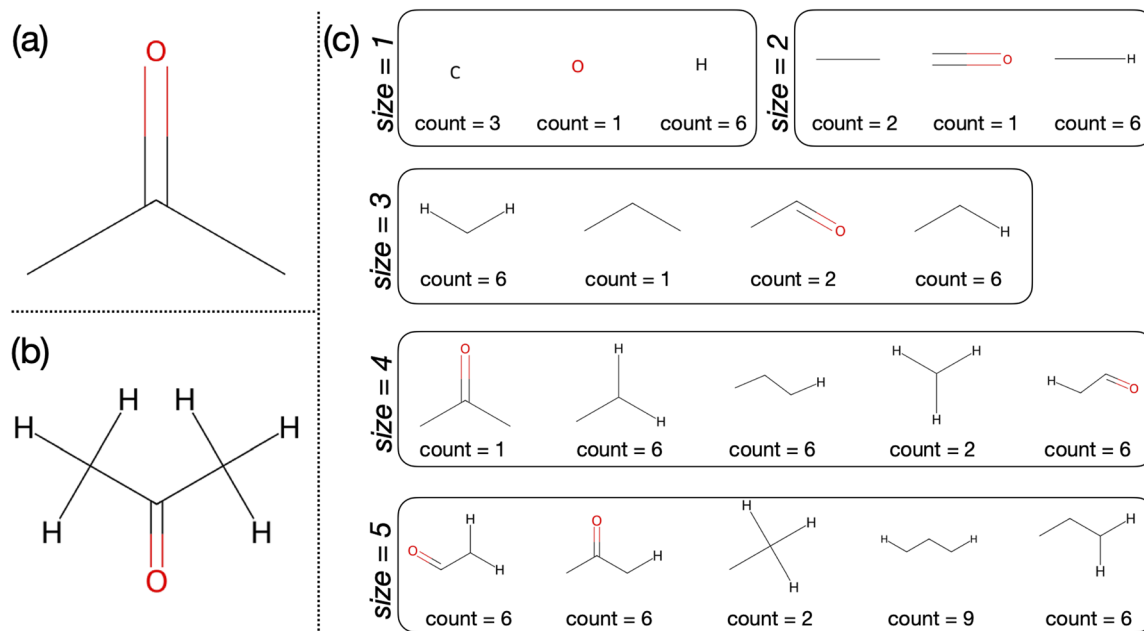 (a)
O
(b)
H H H H
H H
O
(c)
size = 1
C O H
count = 3 count = 1 count = 6
size = 2
O H
count = 2 count = 1 count = 6
size = 3
H H O H
count = 6 count = 1 count = 2 count = 6
size = 4
O H H H H H H O
H
count = 1 count = 6 count = 6 count = 2 count = 6
size = 5
O H H O H H H H H H H H
count = 6 count = 6 count = 2 count = 9 count = 6